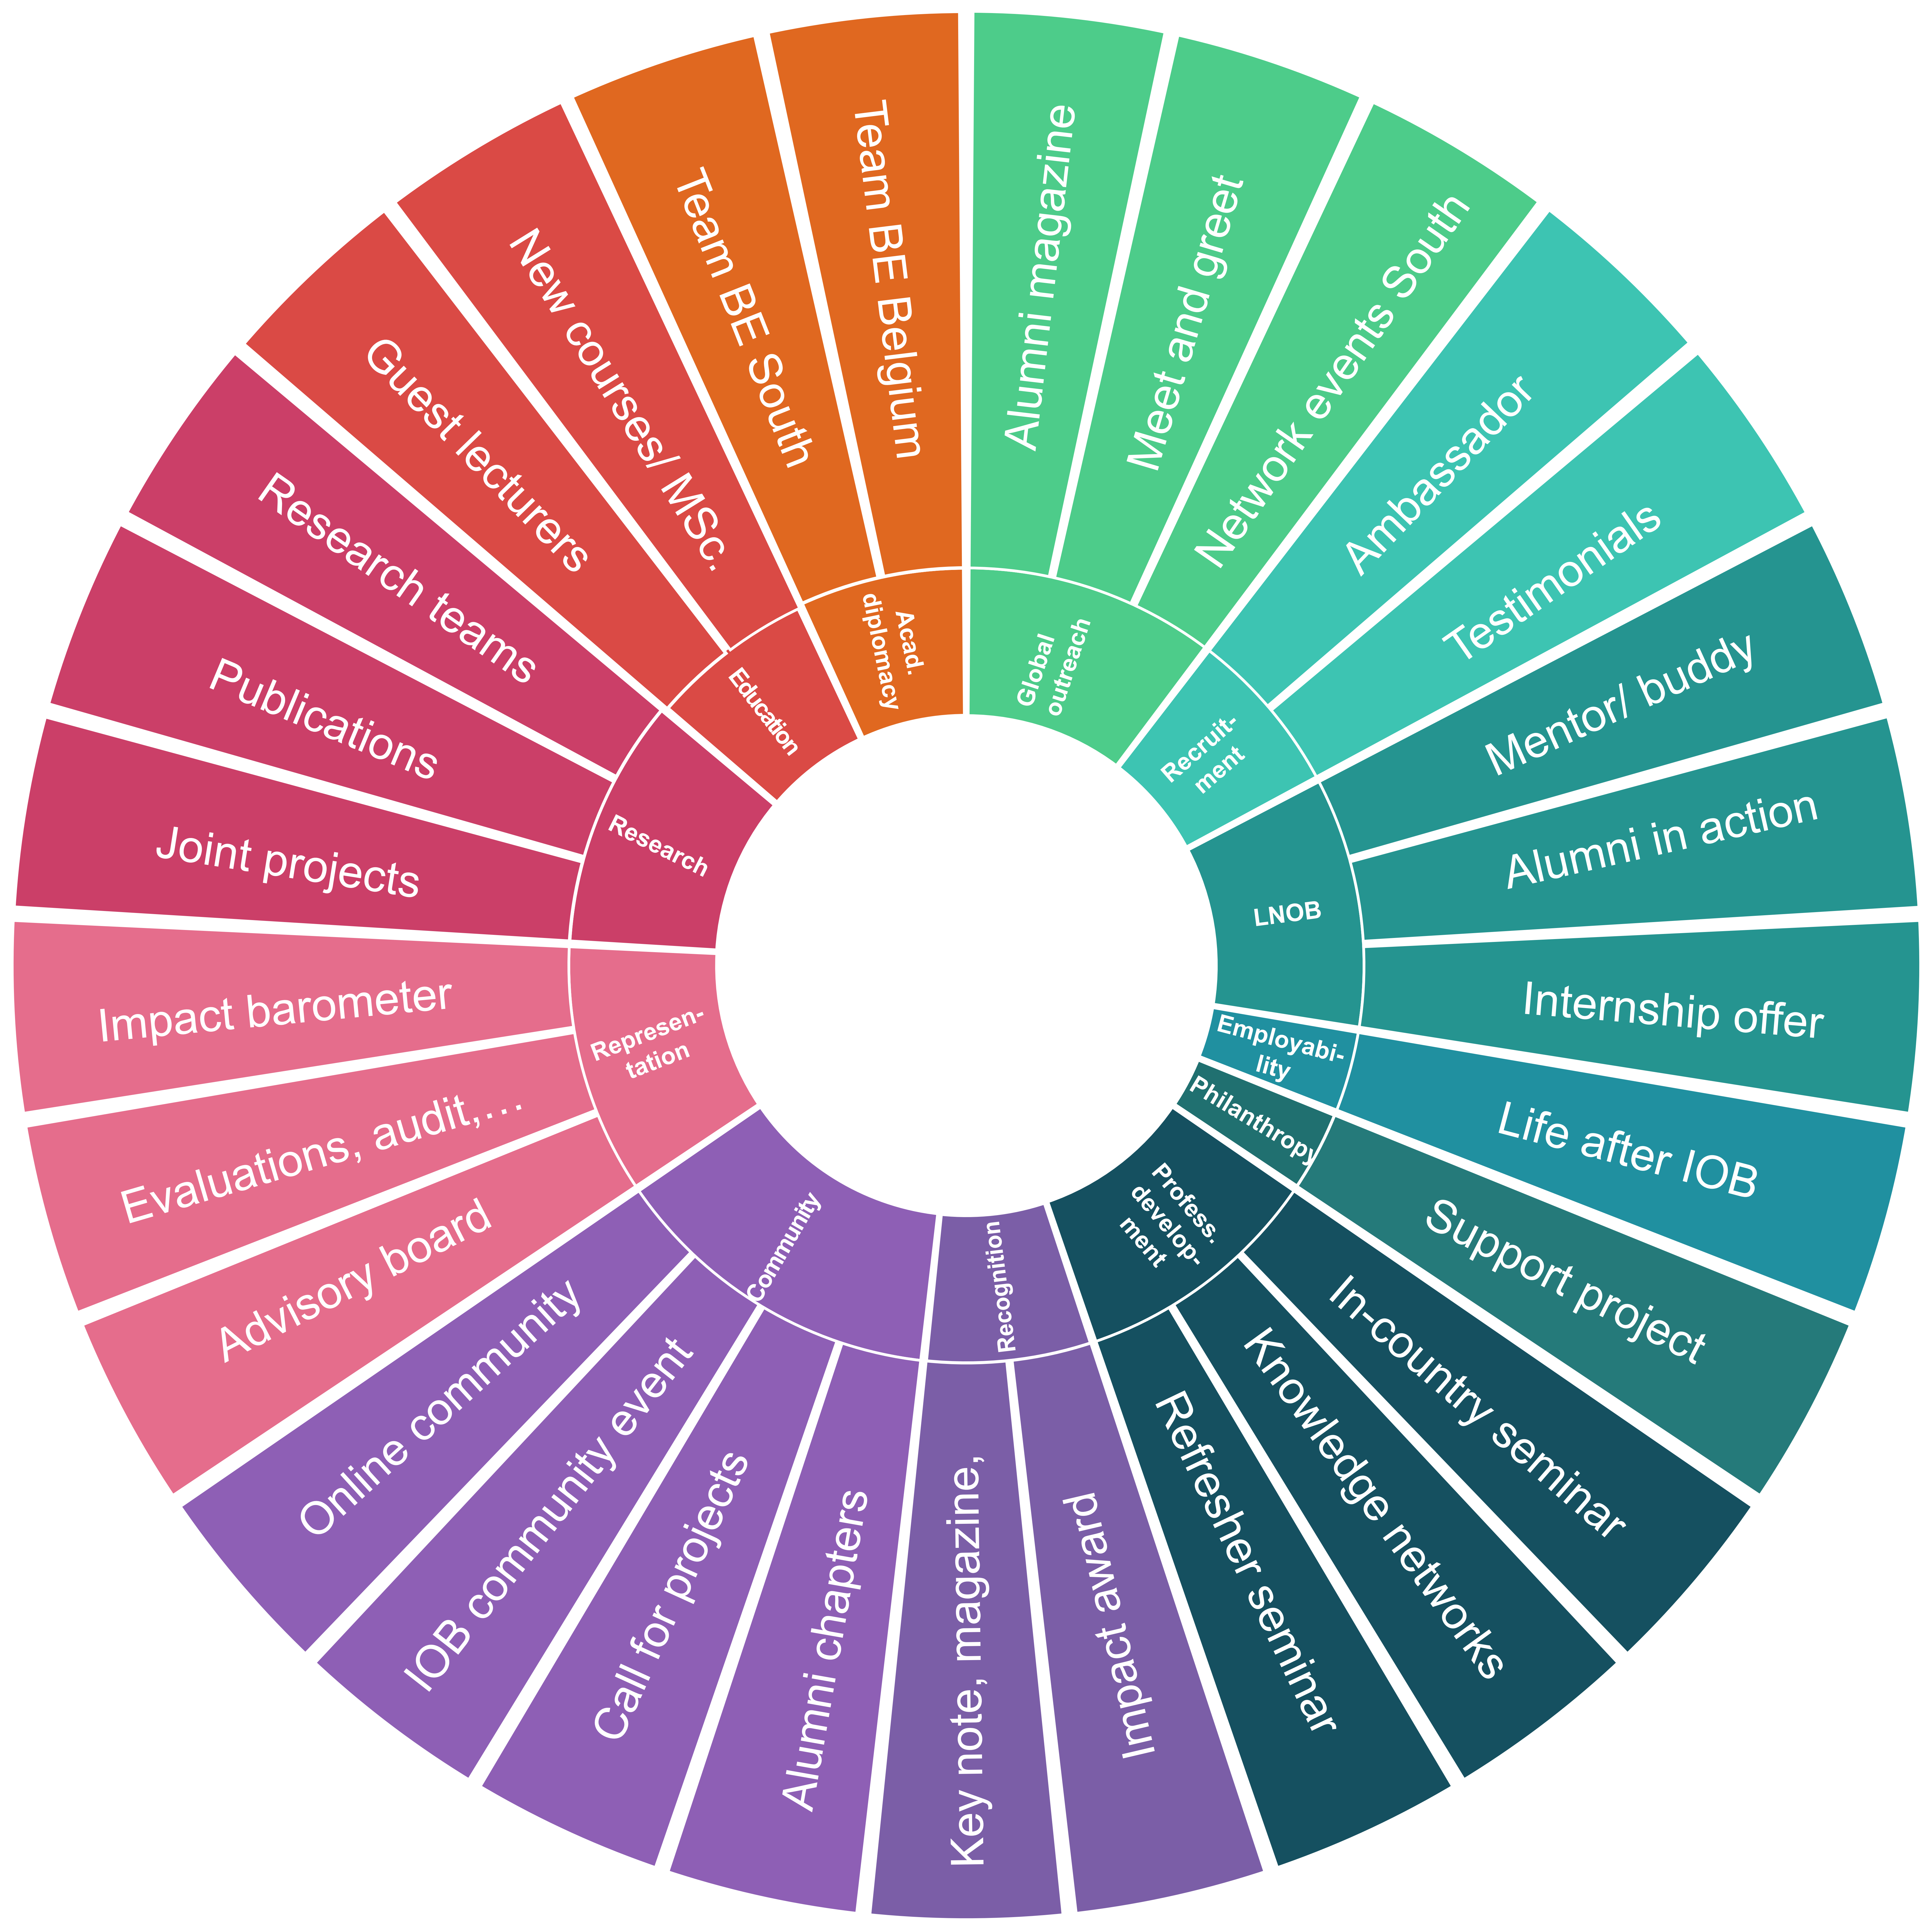 Global
outreach
Alumni magazine
Meet and greet
Network events South
Recruit-
ment
Ambassador
Testimonials
LNOB
Mentor/ buddy
Alumni in action
Internship offer
Employabi-
lity
Life after IOB
Philanthropy
Support project
Profess.
develop-
ment
In-country seminar
Knowledge networks
Refresher seminar
Recognition
Impact award
Key note, magazine,
Community
Alumni chapters
Call for projects
IOB community event
Online community
Represen-
tation
Advisory board
Evaluations, audit,...
Impact barometer
Research
Joint projects
Publications
Research teams
Education
Guest lecturers
New courses/ MSc.
Acad.
diplomacy
Team BE South
Team BE Belgium